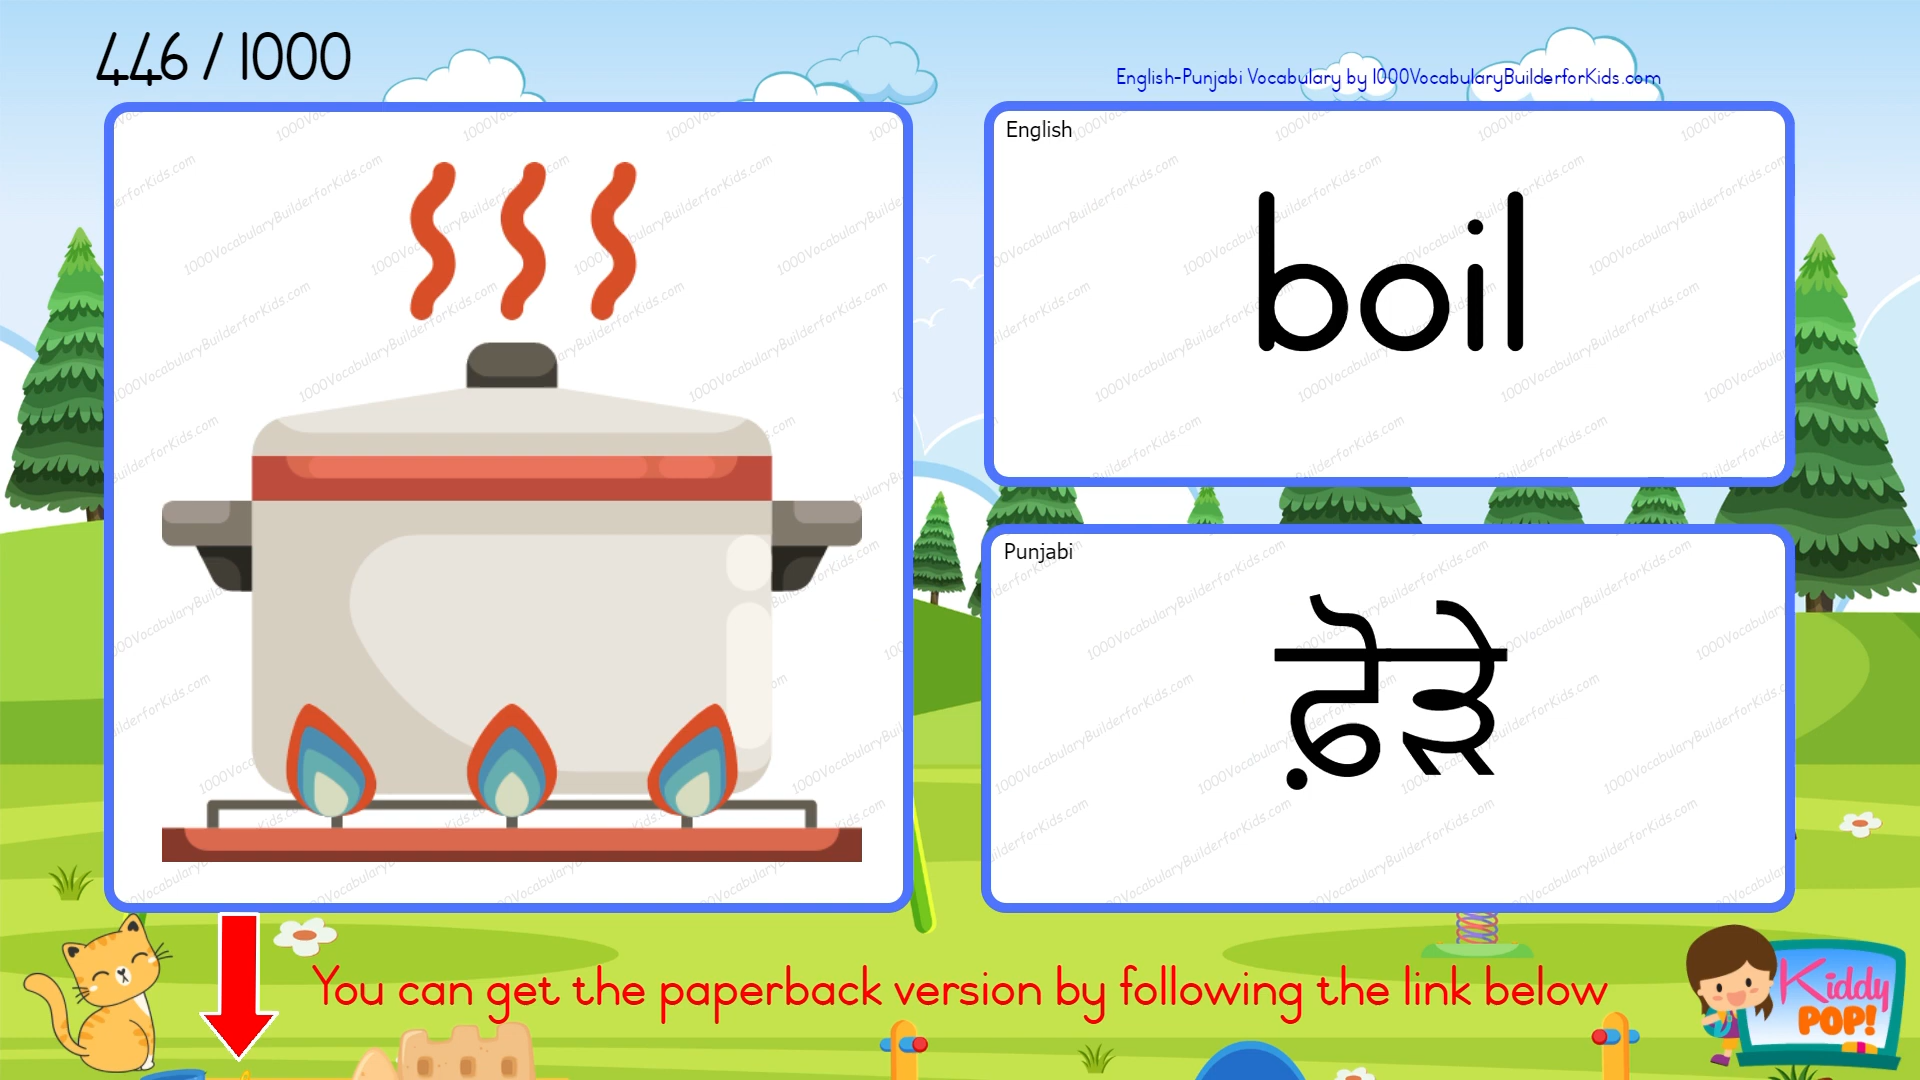 446 / 1000
English-Punjabi Vocabulary by 1000VocabularyBuilderforKids.com
English
boil
Punjabi
ਫ਼ੋੜੇ
You can get the paperback version by following the link below
Kiddy
POP!